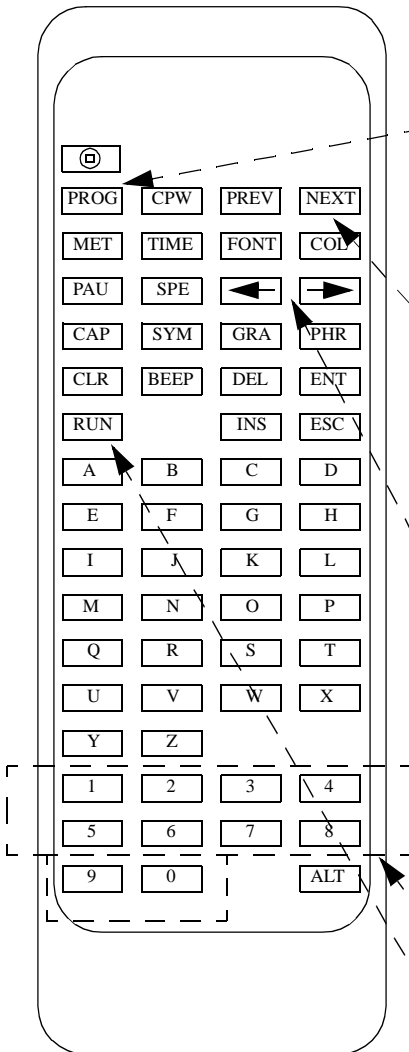 PROG CPW PREV NEXT
MET TIME FONT COL
PAU SPE
CAP SYM GRA PHR
CLR BEEP DEL ENT
RUN INS ESC
A B C D
E F G H
I J K L
M N O P
Q R S T
U V W X
Y Z
1 2 3 4
5 6 7 8
9 0 ALT